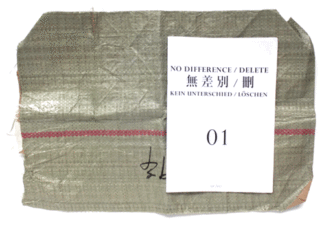 NO DIFFERENCE / DELETE
無差別 / 刪
KEIN UNTERSCHIED / LÖSCHEN
01